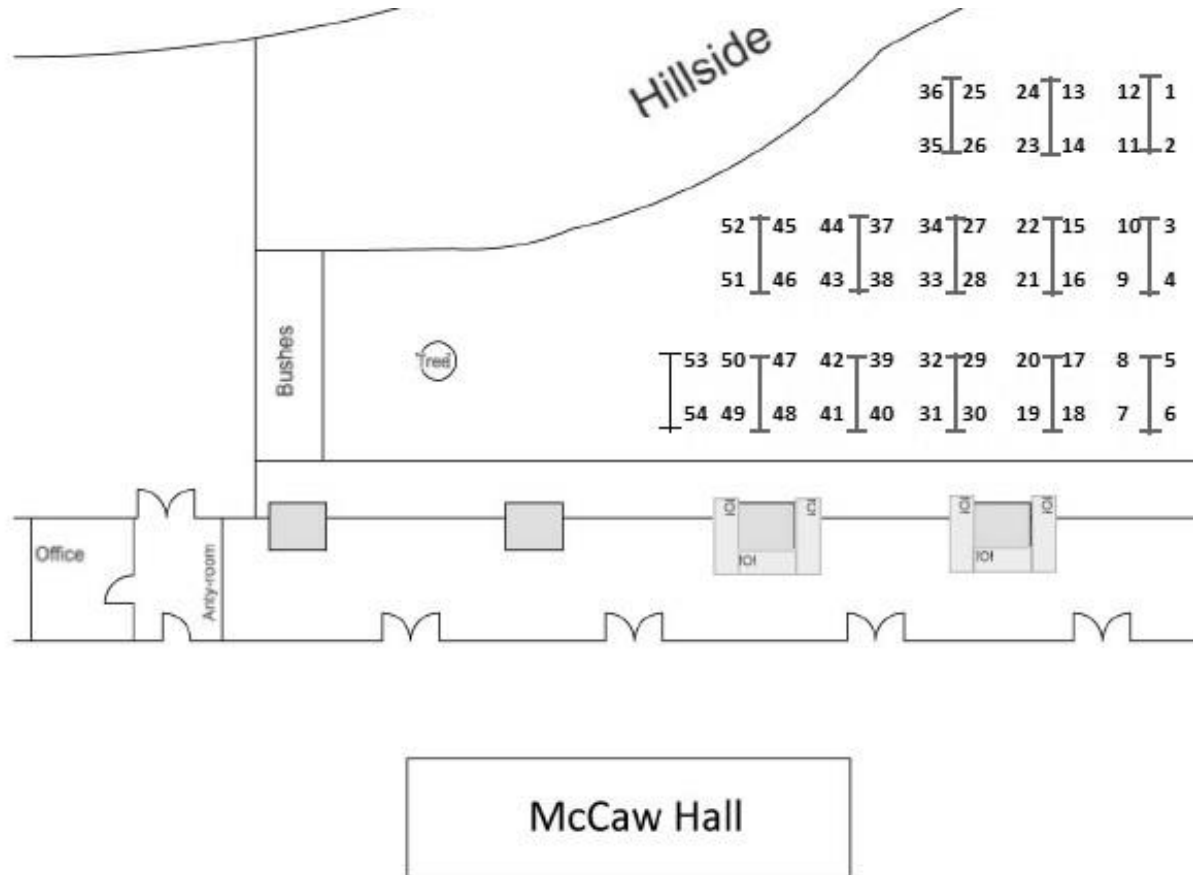 Hillside
36 25 24 13 12 1
35 26 23 14 11 2
52 45 44 37 34 27 22 15 10 3
51 46 43 38 33 28 21 16 9 4
Bushes
Tree
53 50 47 42 39 32 29 20 17 8 5
54 49 48 41 40 31 30 19 18 7 6
Office
Anty-room
McCaw Hall